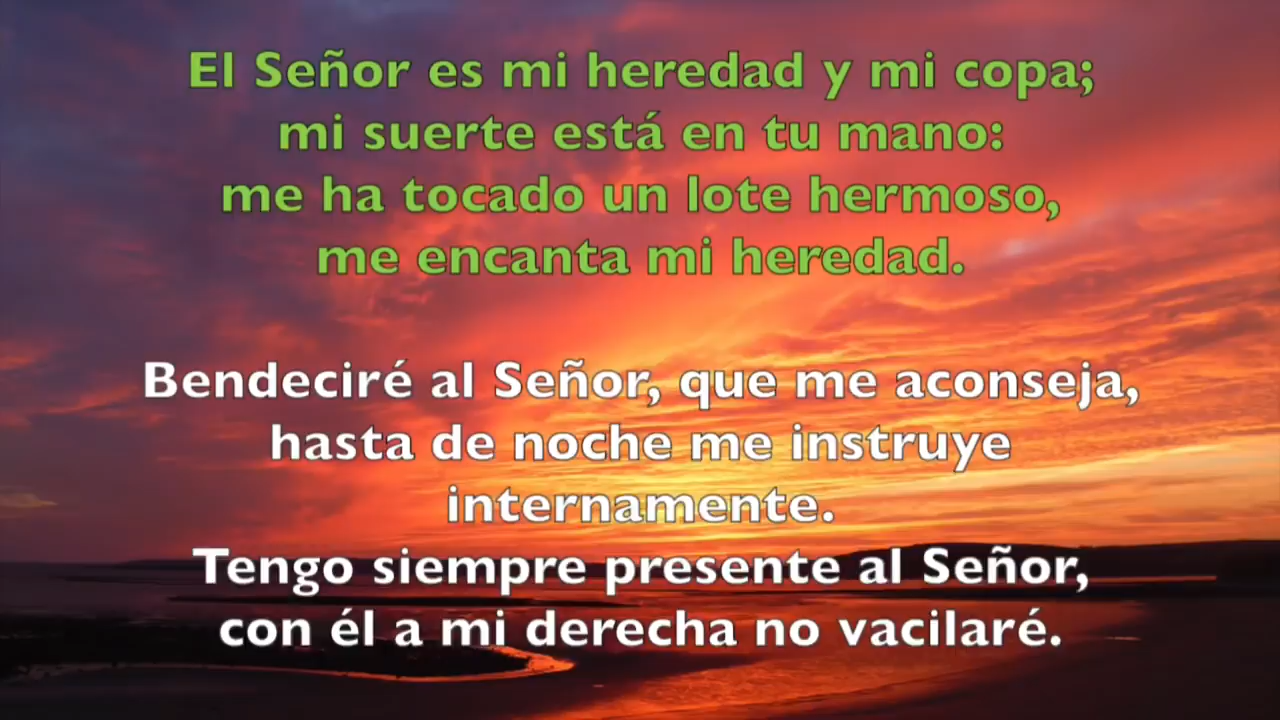 El Señor es mi heredad y mi copa;
mi suerte está en tu mano:
me ha tocado un lote hermoso,
me encanta mi heredad.
Bendeciré al Señor, que me aconseja,
hasta de noche me instruye
internamente.
Tengo siempre presente al Señor,
con él a mi derecha no vacilaré.